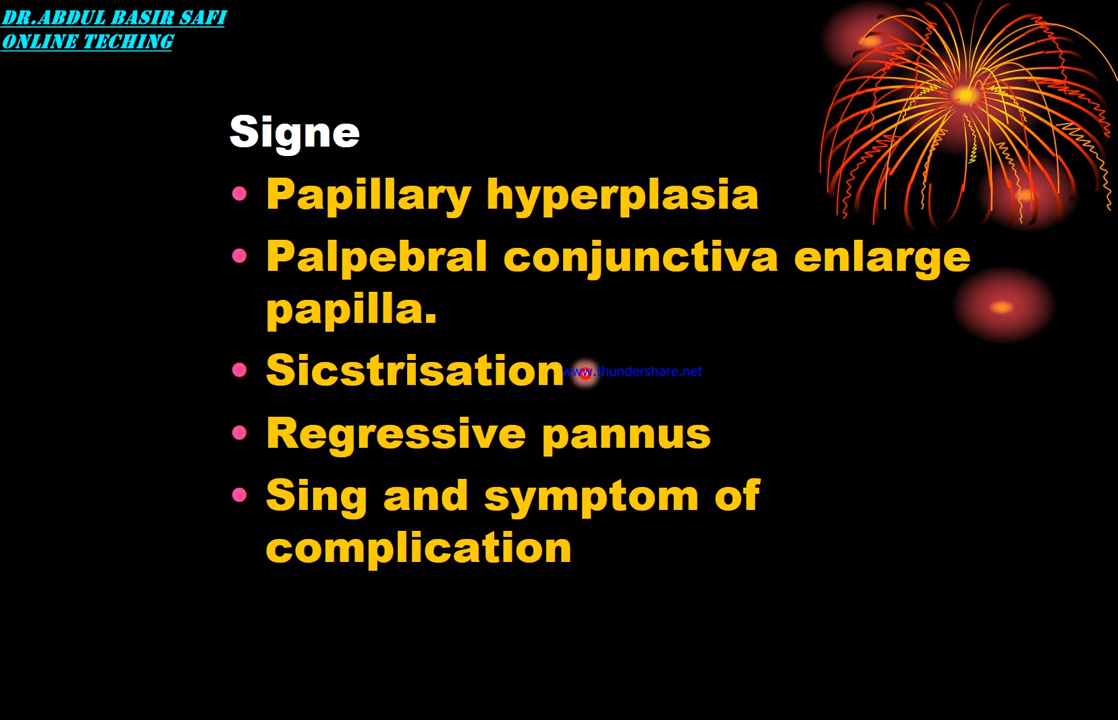 DR.ABDUL BASIR SAFI
ONLINE TECHING
Signe
• Papillary hyperplasia
• Palpebral conjunctiva enlarge
papilla.
• Sicstrisation
www.thundershare.net
• Regressive pannus
• Sing and symptom of
complication